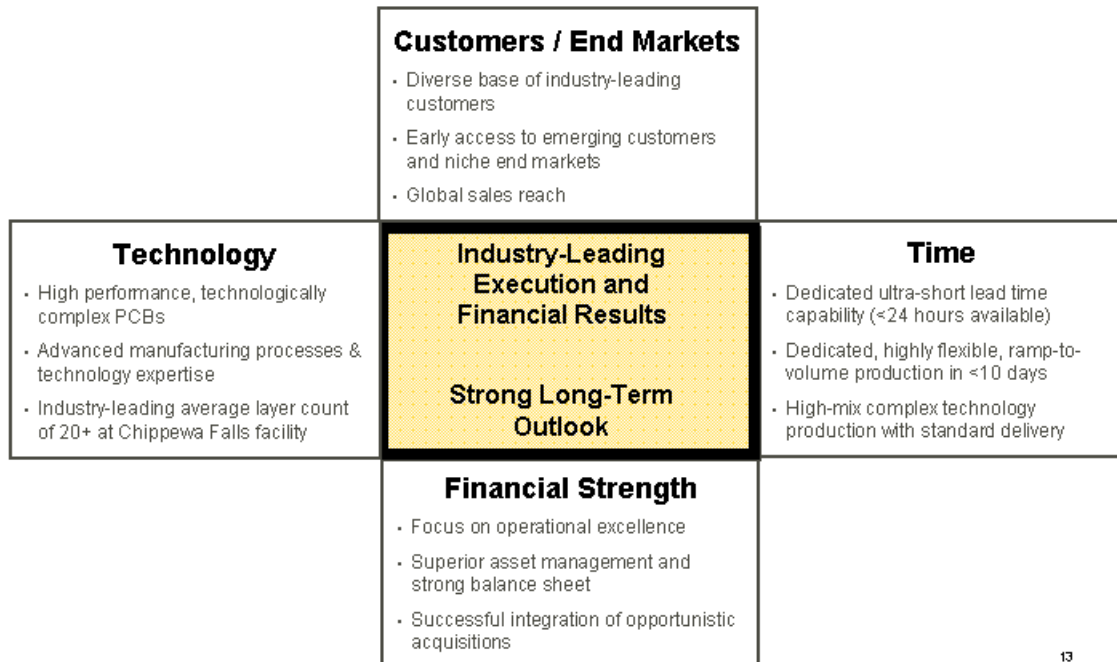 Customers / End Markets
• Diverse base of industry-leading
customers
• Early access to emerging customers
and niche end markets
• Global sales reach
Technology
• High performance, technologically
complex PCBs
• Advanced manufacturing processes &
technology expertise
• Industry-leading average layer count
of 20+ at Chippewa Falls facility
Industry-Leading
Execution and
Financial Results
Strong Long-Term
Outlook
Time
• Dedicated ultra-short lead time
capability (<24 hours available)
• Dedicated, highly flexible, ramp-to-
volume production in <10 days
• High-mix complex technology
production with standard delivery
Financial Strength
• Focus on operational excellence
• Superior asset management and
strong balance sheet
• Successful integration of opportunistic
acquisitions
13